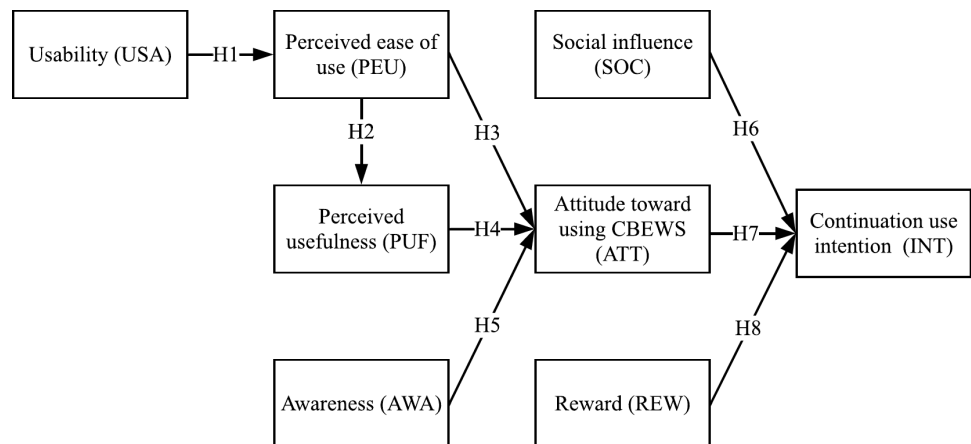 Usability (USA)
H1
Perceived ease of
use (PEU)
Social influence
(SOC)
H2
H3
H6
Perceived
usefulness (PUF)
H4
Attitude toward
using CBEWS
(ATT)
H7
Continuation use
intention (INT)
H5
H8
Awareness (AWA)
Reward (REW)